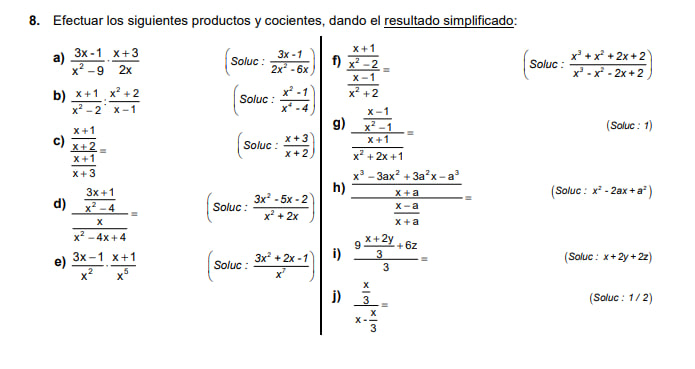 8. Efectuar los siguientes productos y cocientes, dando el resultado simplificado:
a) \frac{3x-1}{x^2-9} \cdot \frac{x+3}{2x} (Soluc: \frac{3x-1}{2x^2-6x})
b) \frac{x+1}{x^2-2} : \frac{x^2+2}{x-1} (Soluc: \frac{x^2-1}{x^4-4})
c) \frac{\frac{x+1}{x+2}}{\frac{x+1}{x+3}} = (Soluc: \frac{x+3}{x+2})
d) \frac{\frac{3x+1}{x^2-4}}{\frac{x}{x^2-4x+4}} = (Soluc: \frac{3x^2-5x-2}{x^2+2x})
e) \frac{3x-1}{x^2} \cdot \frac{x+1}{x^5} (Soluc: \frac{3x^2+2x-1}{x^7})
f) \frac{\frac{x+1}{x^2-2}}{\frac{x-1}{x^2+2}} = (Soluc: \frac{x^3+x^2+2x+2}{x^3-x^2-2x+2})
g) \frac{\frac{x-1}{x^2-1}}{\frac{x+1}{x^2+2x+1}} = (Soluc: 1)
h) \frac{\frac{x^3-3ax^2+3a^2x-a^3}{x+a}}{\frac{x-a}{x+a}} = (Soluc: x^2-2ax+a^2)
i) \frac{9\frac{x+2y}{3}+6z}{3} = (Soluc: x+2y+2z)
j) \frac{\frac{x}{3}}{x-\frac{x}{3}} = (Soluc: 1/2)